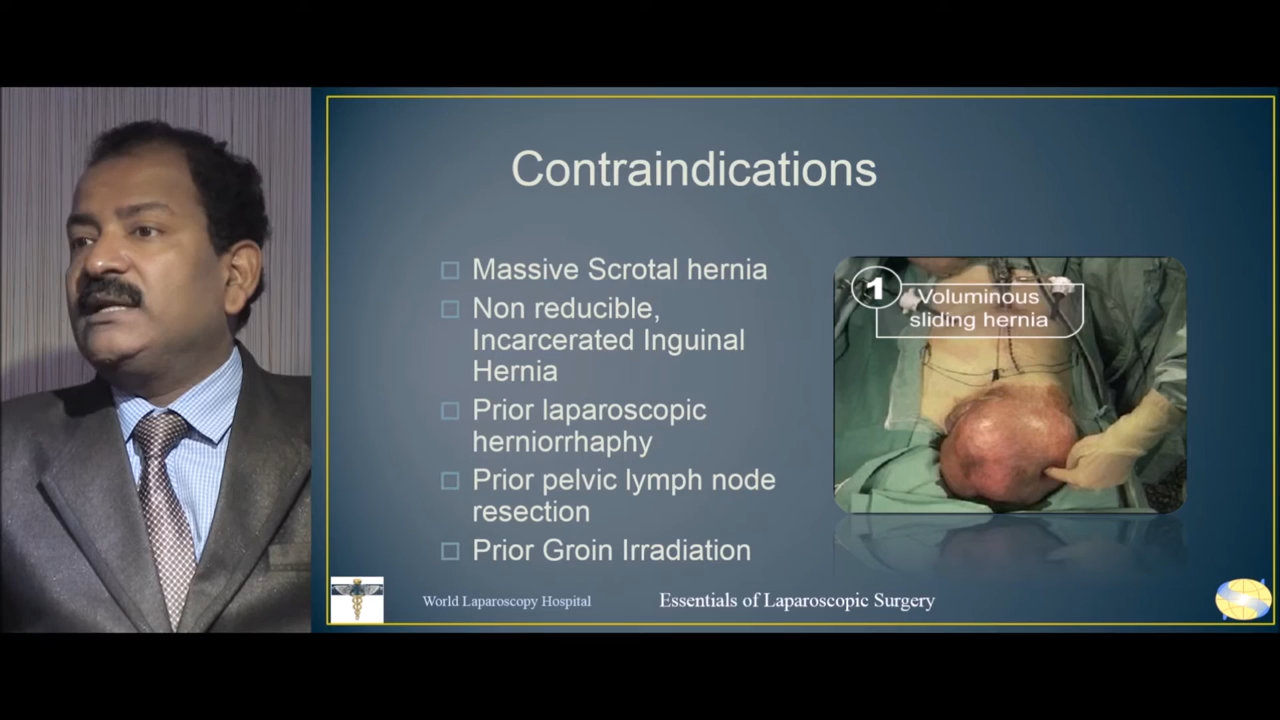 Contraindications
Massive Scrotal hernia
Non reducible,
Incarcerated Inguinal
Hernia
Prior laparoscopic
herniorrhaphy
Prior pelvic lymph node
resection
Prior Groin Irradiation
1
Voluminous
sliding hernia
World Laparoscopy Hospital
Essentials of Laparoscopic Surgery